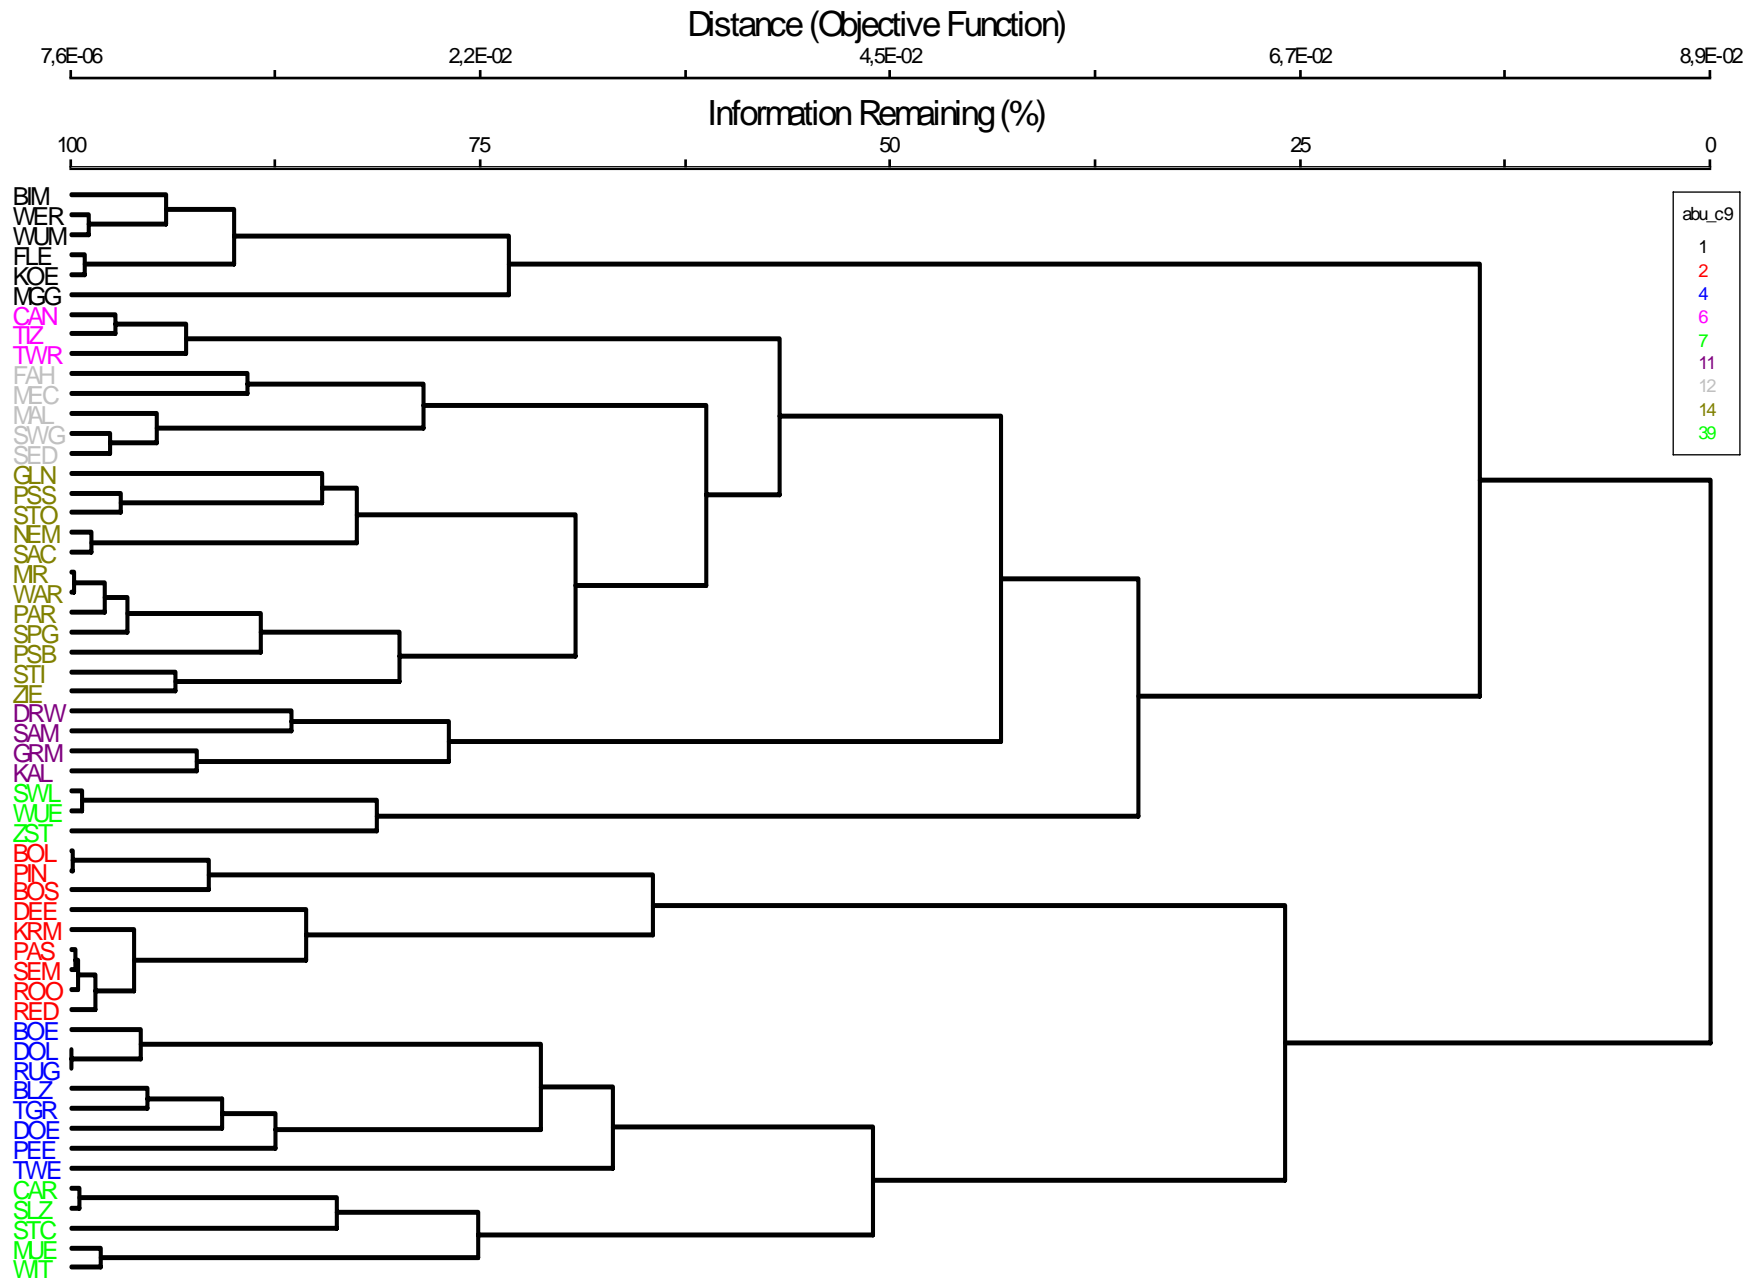 Distance (Objective Function)
7,6E-06 2,2E-02 4,5E-02 6,7E-02 8,9E-02
Information Remaining (%)
100 75 50 25 0
BIM
WER
WUM
FLE
KOE
MGG
CAN
TIZ
TWR
FAH
MEC
MAL
SWG
SED
GLN
PSS
STO
NEM
SAC
MIR
WAR
PAR
SPG
PSB
STI
ZIE
DRW
SAM
GRM
KAL
SWL
WUE
ZST
BOL
PIN
BOS
DEE
KRM
PAS
SEM
ROO
RED
BOE
DOL
RUG
BLZ
TGR
DOE
PEE
TWE
CAR
SLZ
STC
MUE
WIT
abu_c9
1
2
4
6
7
11
12
14
39